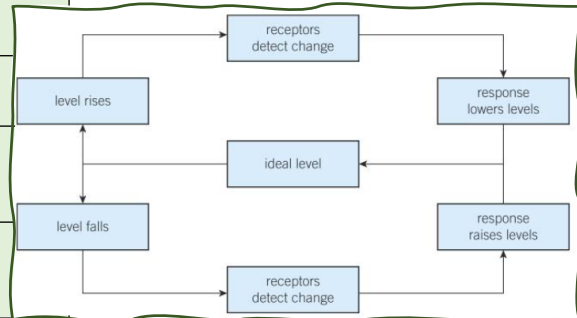 receptors
detect change
level rises
response
lowers levels
ideal level
level falls
response
raises levels
receptors
detect change